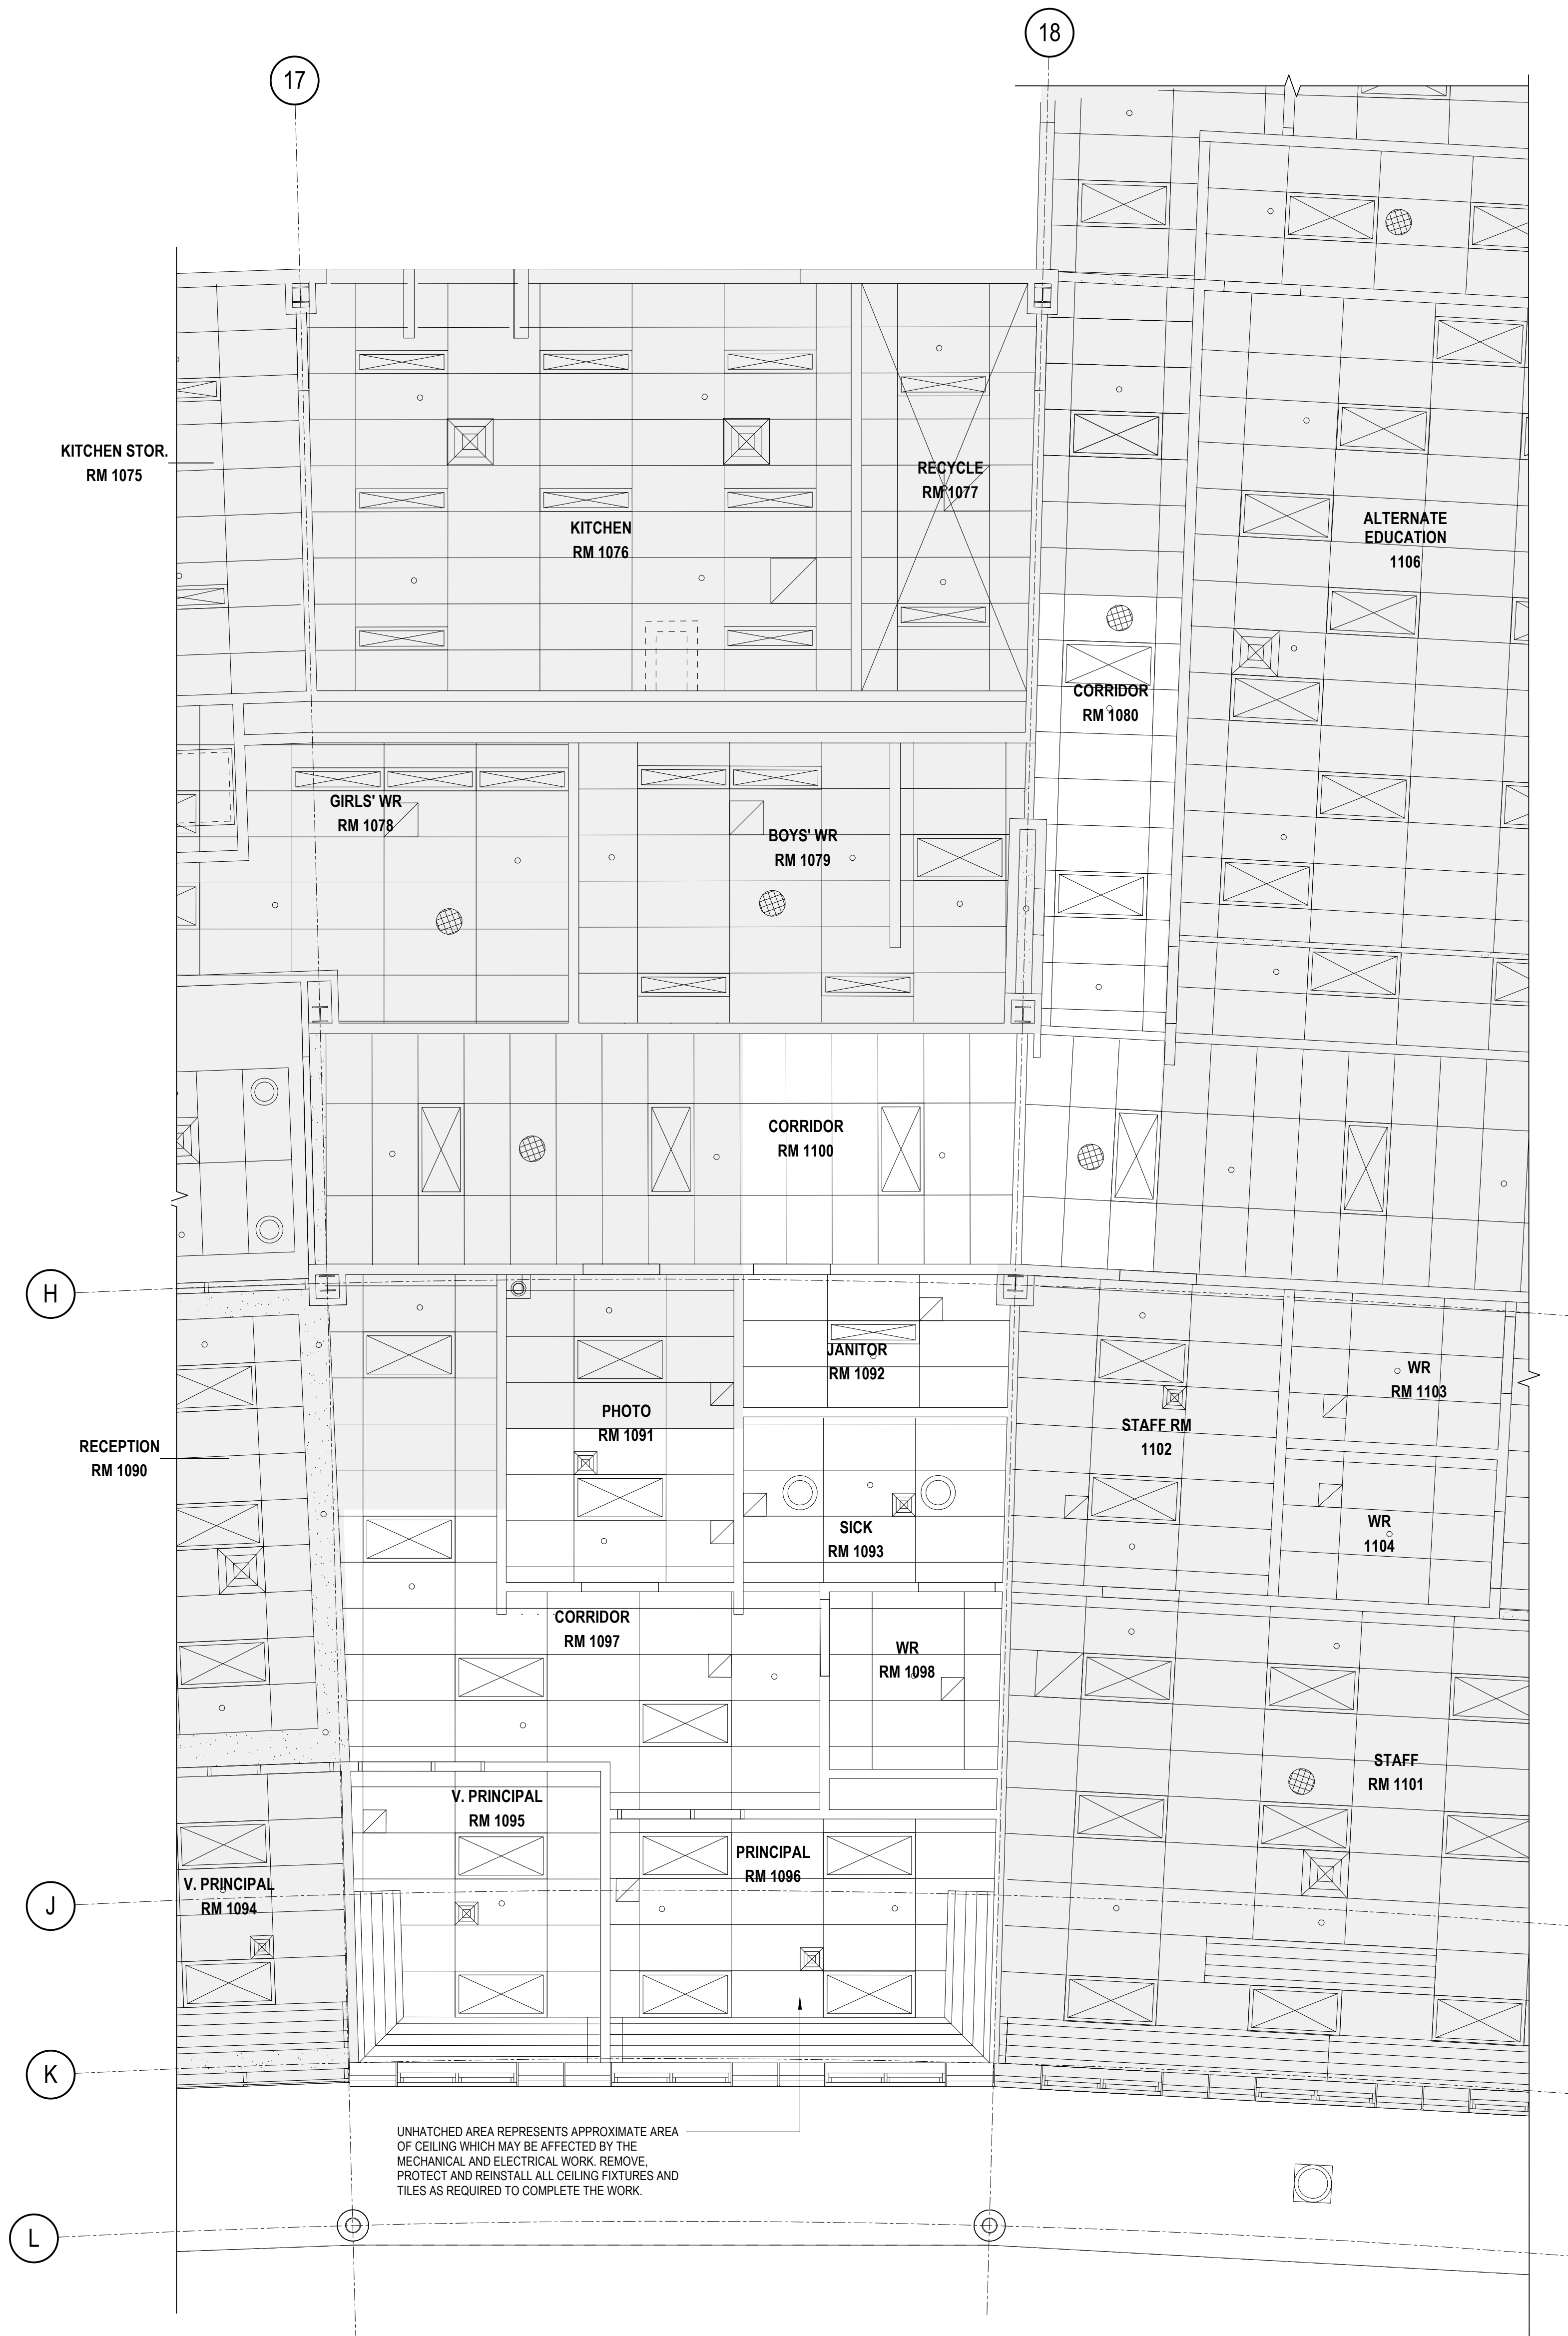 18
17
KITCHEN STOR.
RM 1075
RECYCLE
RM 1077
KITCHEN
RM 1076
ALTERNATE
EDUCATION
1106
CORRIDOR
RM 1080
GIRLS' WR
RM 1078
BOYS' WR
RM 1079
CORRIDOR
RM 1100
H
JANITOR
RM 1092
WR
RM 1103
PHOTO
RM 1091
STAFF RM
1102
RECEPTION
RM 1090
SICK
RM 1093
WR
1104
CORRIDOR
RM 1097
WR
RM 1098
STAFF
RM 1101
V. PRINCIPAL
RM 1095
PRINCIPAL
RM 1096
V. PRINCIPAL
RM 1094
J
K
UNHATCHED AREA REPRESENTS APPROXIMATE AREA
OF CEILING WHICH MAY BE AFFECTED BY THE
MECHANICAL AND ELECTRICAL WORK. REMOVE,
PROTECT AND REINSTALL ALL CEILING FIXTURES AND
TILES AS REQUIRED TO COMPLETE THE WORK.
L